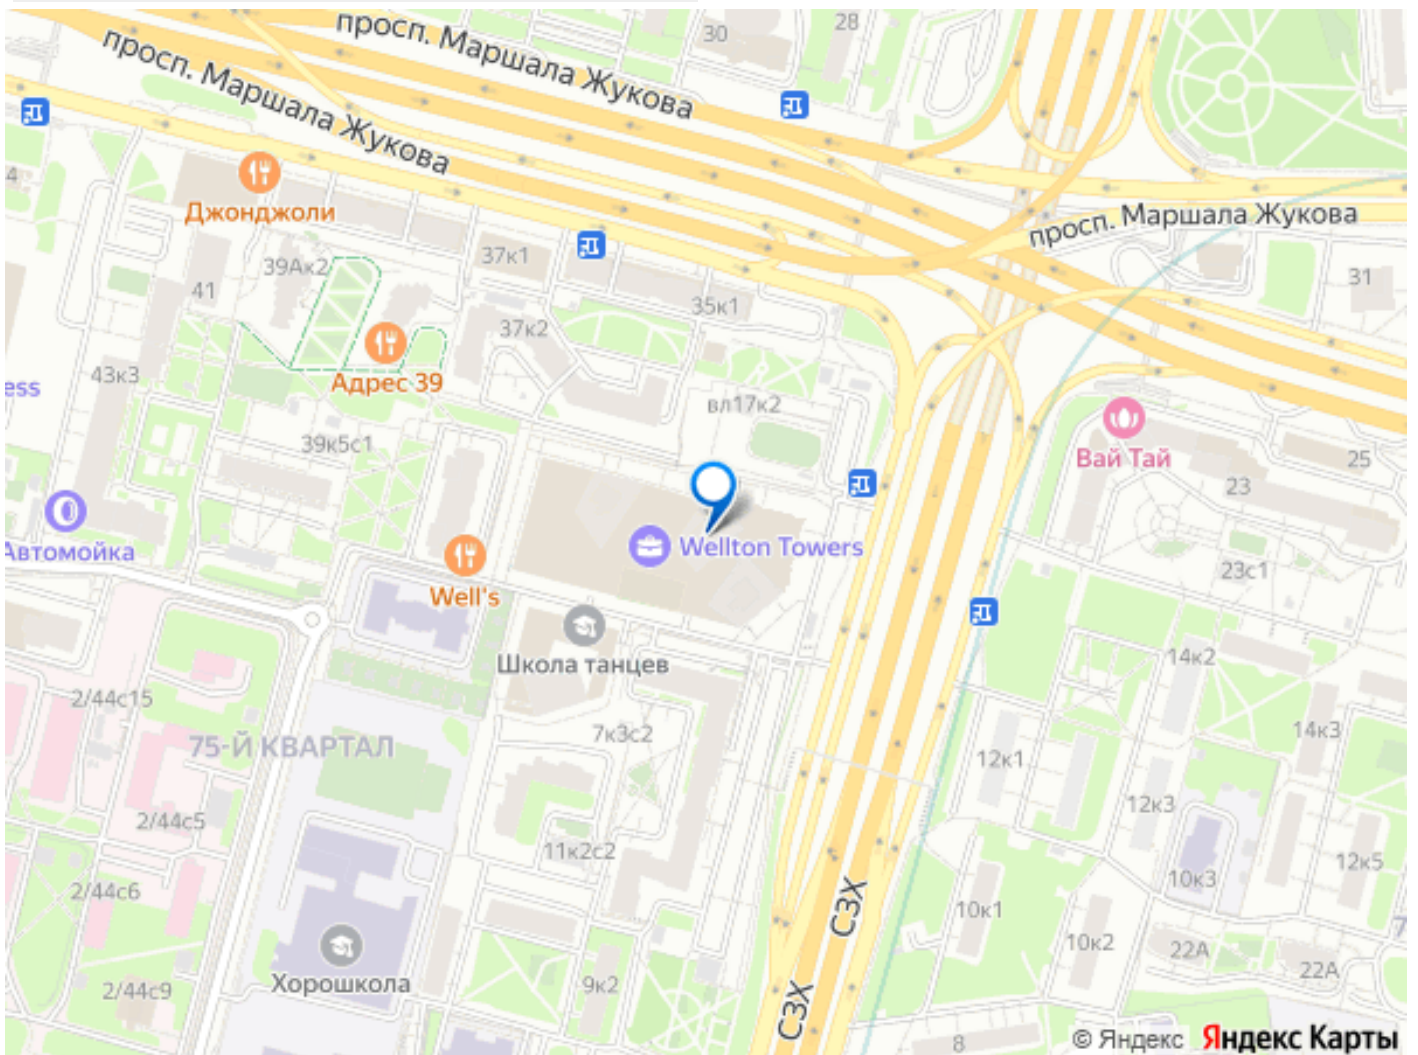 28
30
просп. Маршала Жукова
просп. Маршала Жукова
4
Джонджоли
просп. Маршала Жукова
37к1
39Ак2
41
31
35к1
37к2
Адрес 39
43к3
ess
вл17к2
39к5с1
Вай Тай
25
23
Автомойка
Wellton Towers
23с1
Well's
Школа танцев
14к2
2/44с15
7к3с2
14к3
75-Й КВАРТАЛ
12к1
12к3
2/44с5
11к2с2
12к5
10к3
2/44с6
СЗХ
10к1
7
10к2
22А
22А
Хорошкола
9к2
2/44с9
СЗХ
8
© Яндекс Яндекс Карты